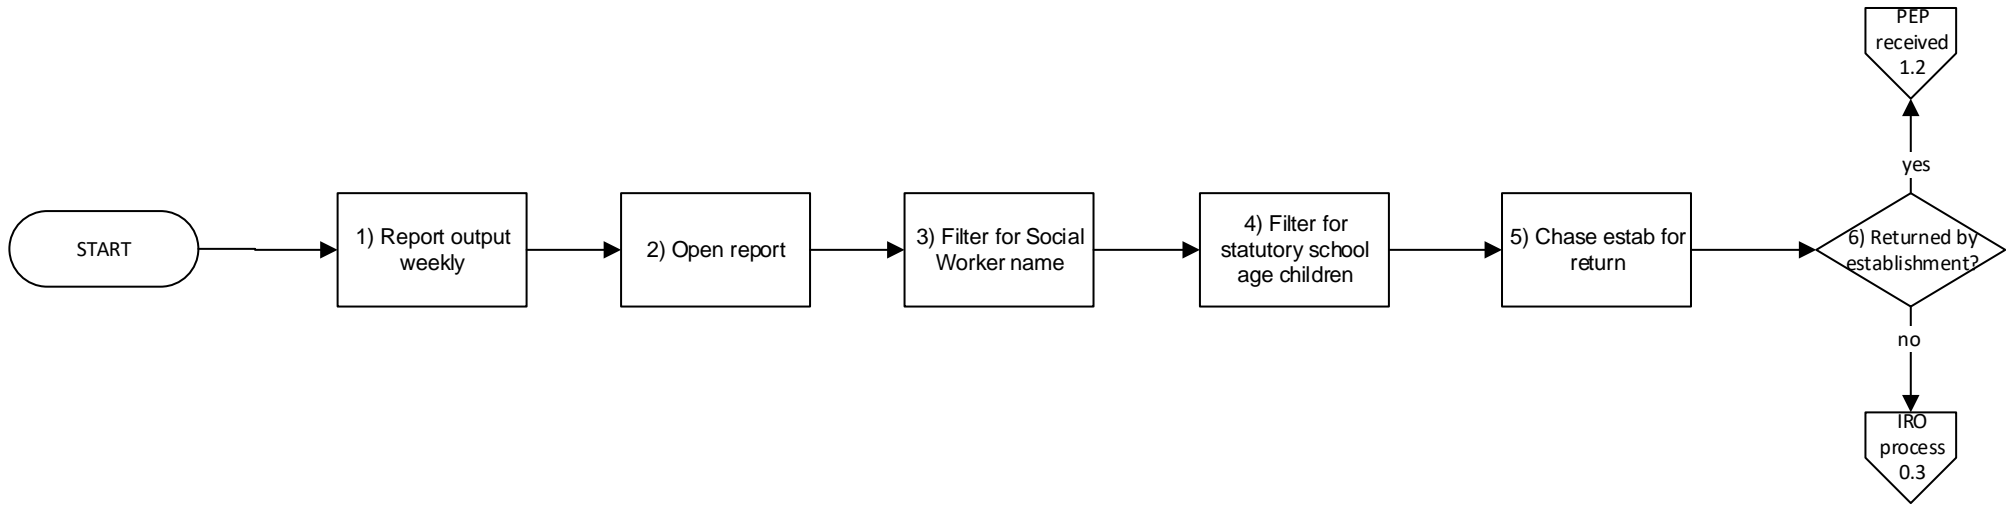 START
1) Report output
weekly
2) Open report
3) Filter for Social
Worker name
4) Filter for
statutory school
age children
5) Chase estab for
return
6) Returned by
establishment?
yes
PEP
received
1.2
no
IRO
process
0.3